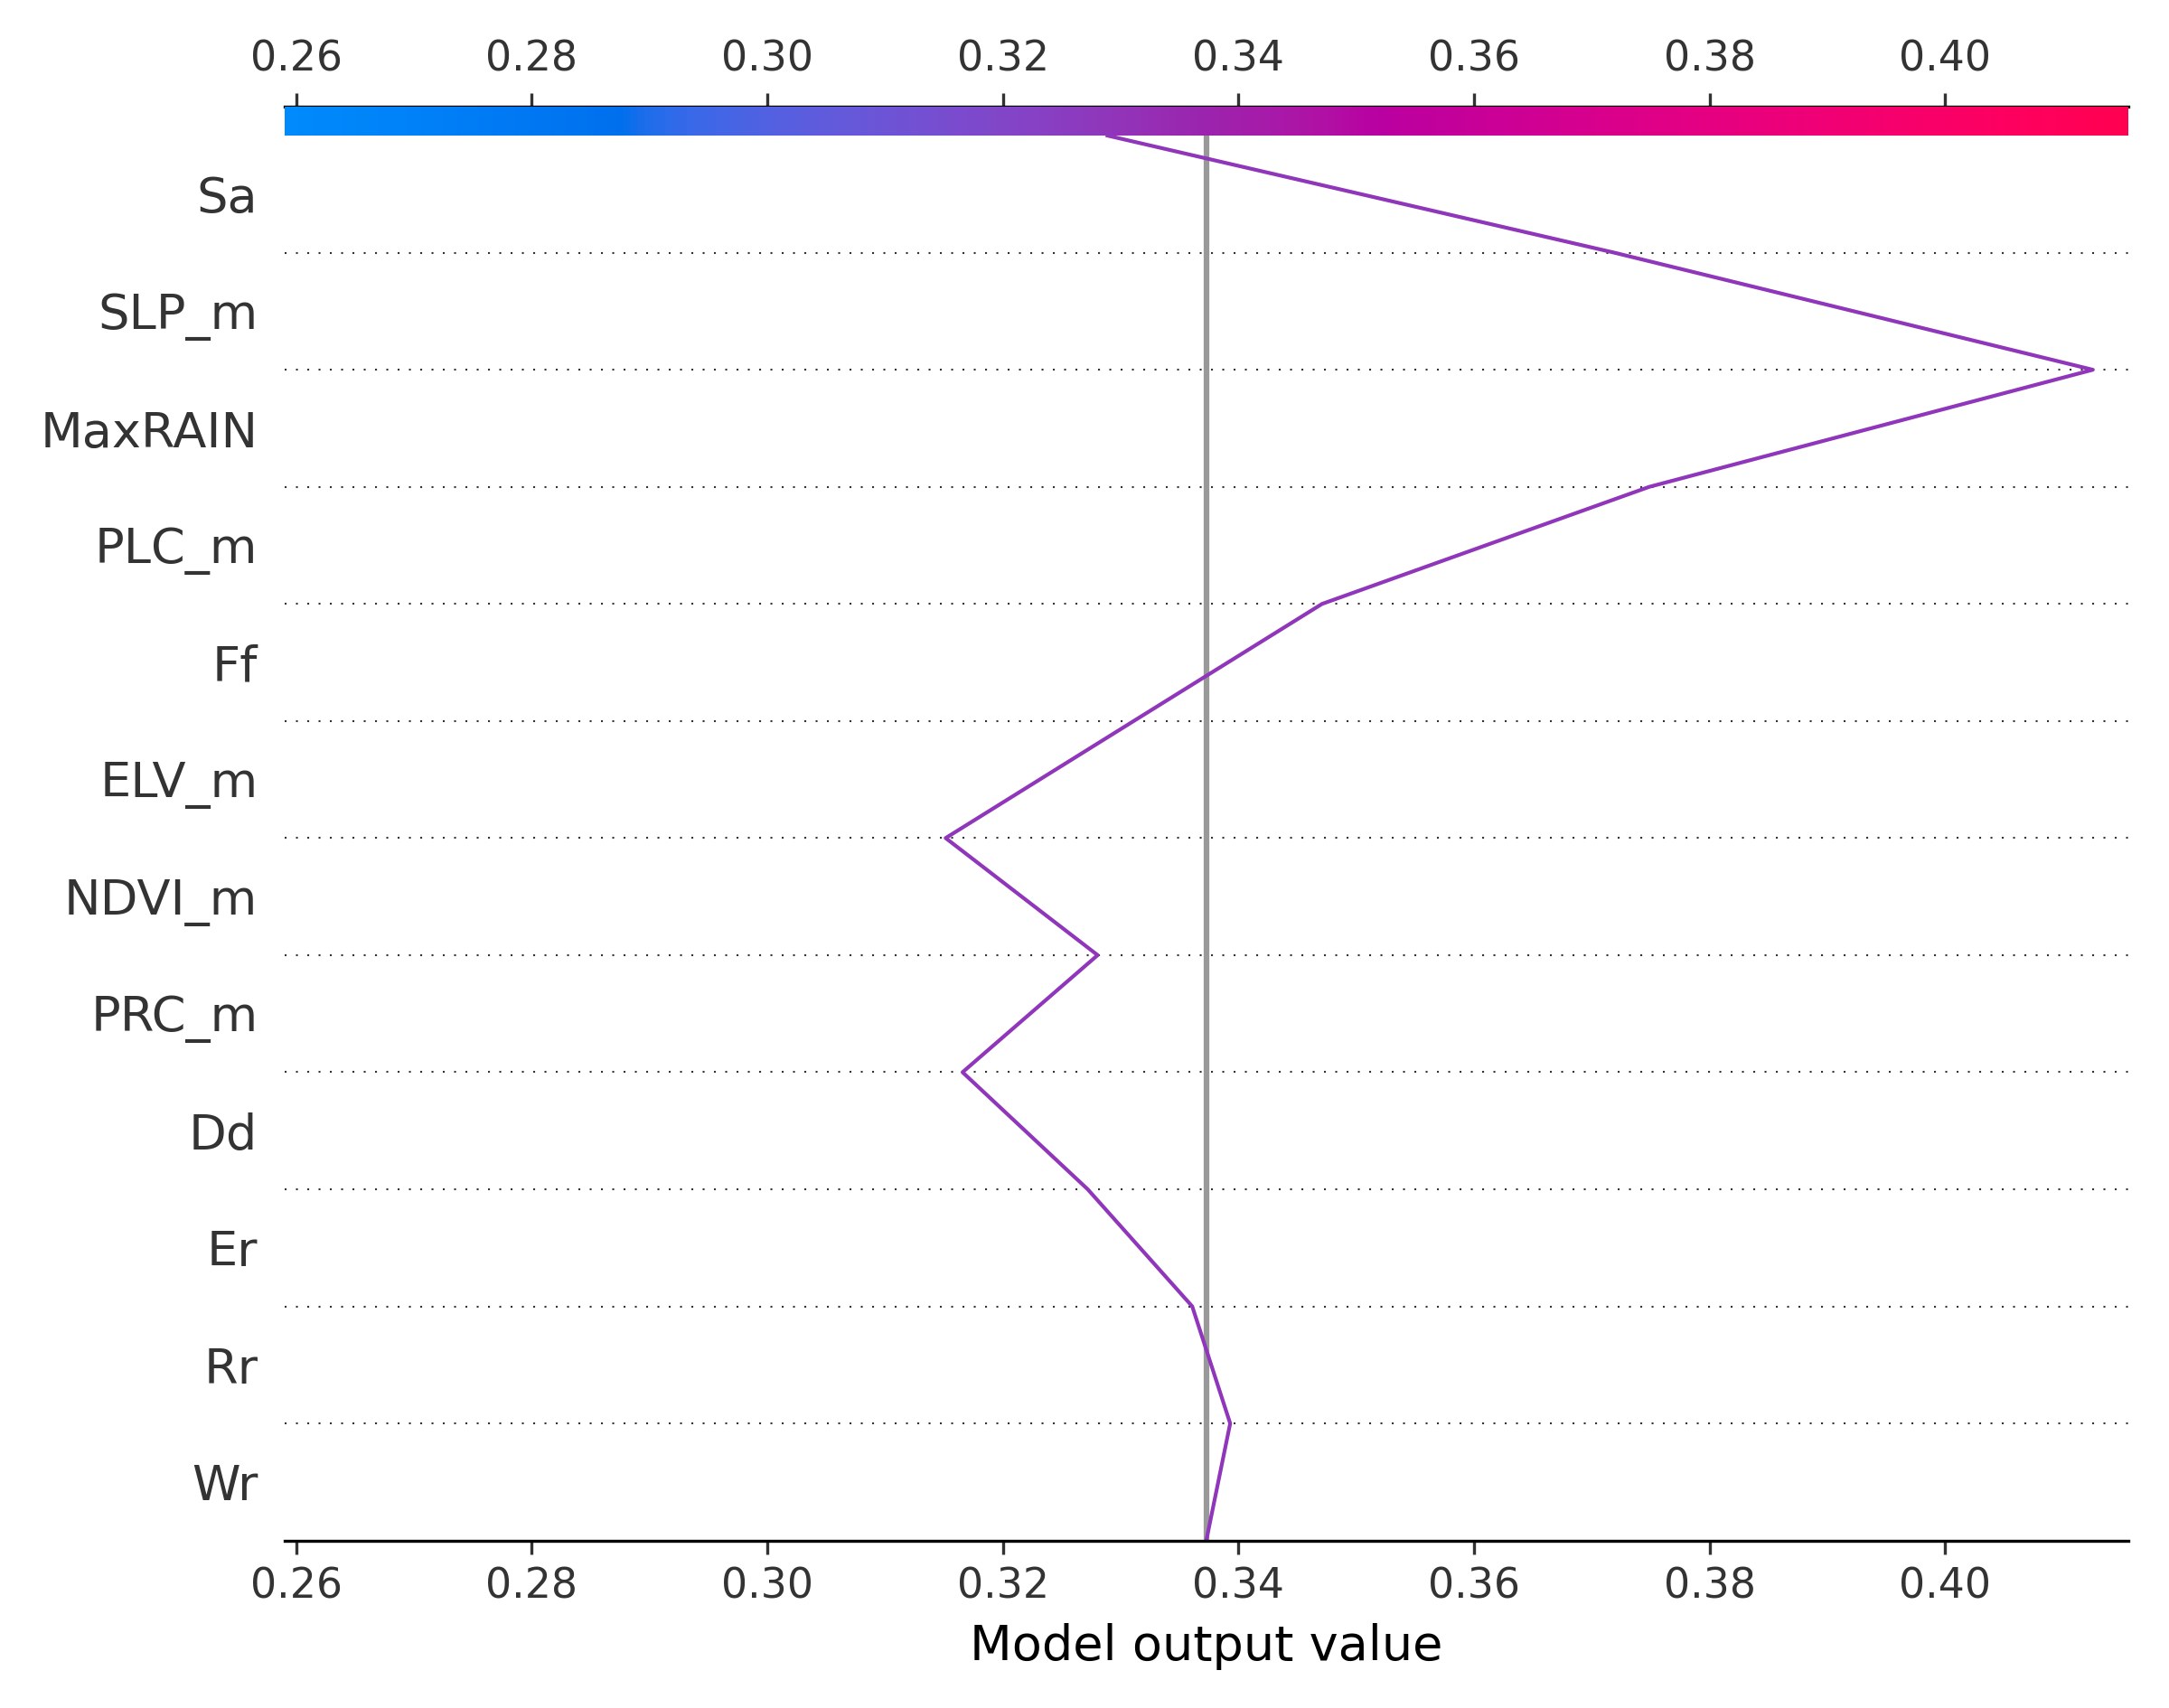 0.26 0.28 0.30 0.32 0.34 0.36 0.38 0.40
Sa
SLP_m
MaxRAIN
PLC_m
Ff
ELV_m
NDVI_m
PRC_m
Dd
Er
Rr
Wr
0.26 0.28 0.30 0.32 0.34 0.36 0.38 0.40
Model output value